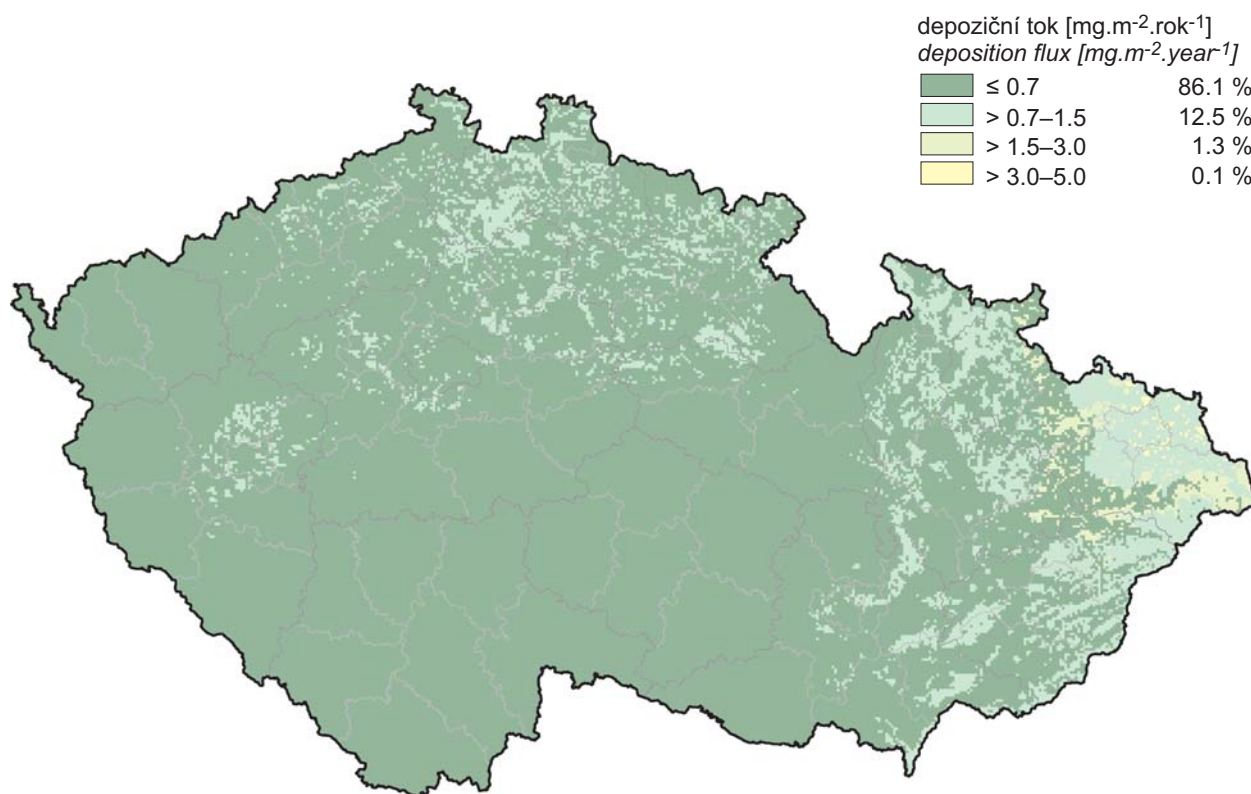 depoziční tok [mg.m-2.rok-1]
deposition flux [mg.m-2.year-1]
≤ 0.7 86.1 %
> 0.7–1.5 12.5 %
> 1.5–3.0 1.3 %
> 3.0–5.0 0.1 %